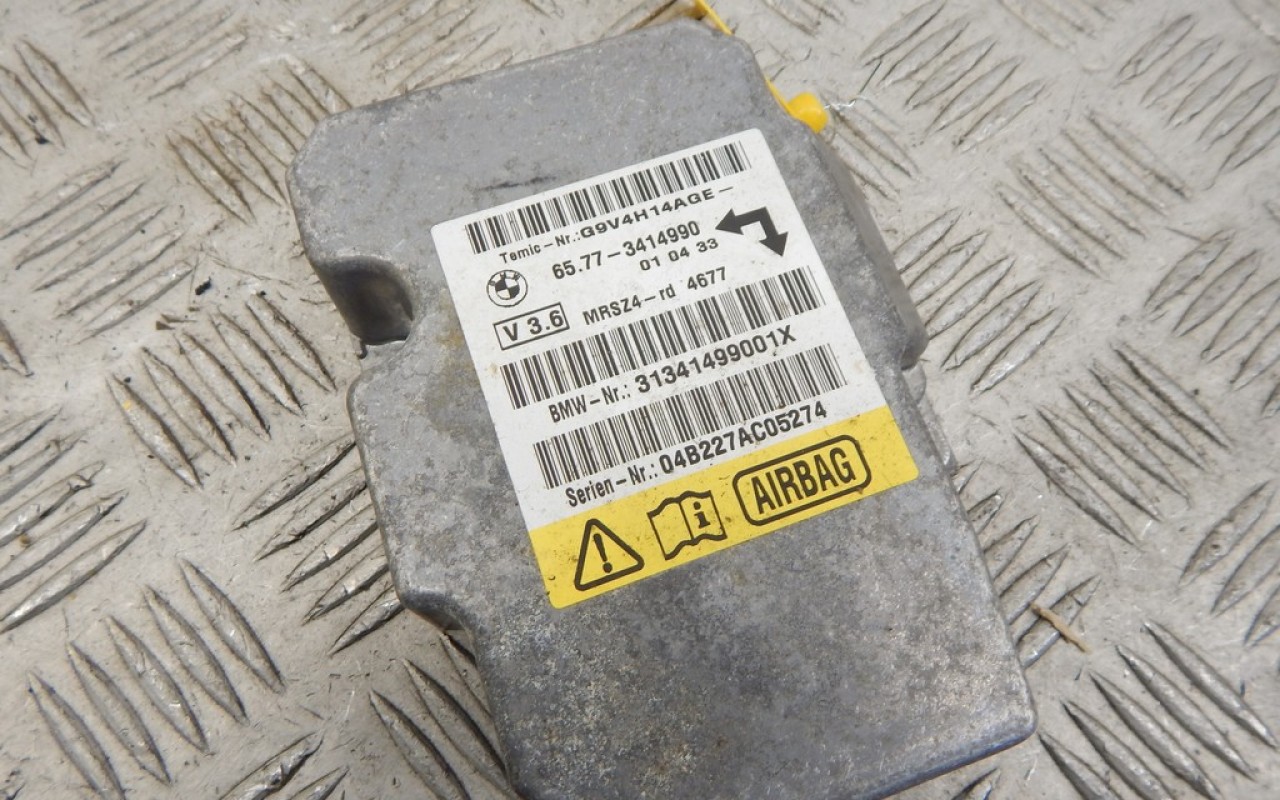 Temic-Nr.:G9V4H14AGE-
65.77-3414990
01 04 33
V 3.6 MRSZ4-rd 4677
BMW-Nr.: 31341499001X
Serien-Nr.: 04B227AC05274
AIRBAG